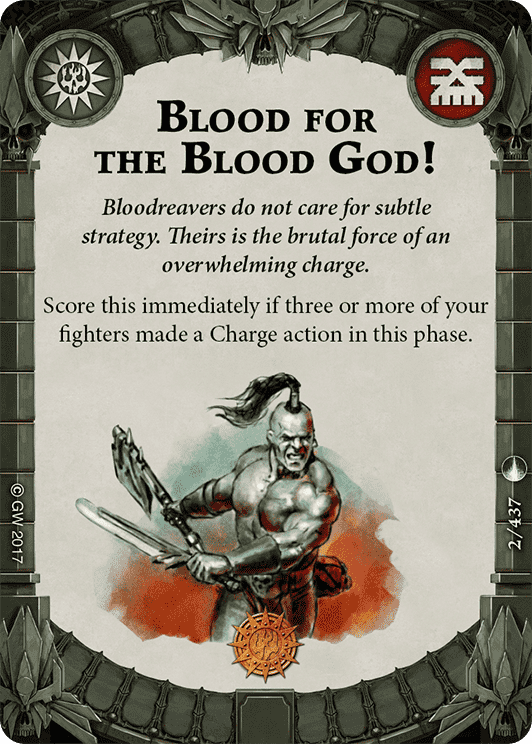 BLOOD FOR
THE BLOOD GOD!
Bloodreavers do not care for subtle
strategy. Theirs is the brutal force of an
overwhelming charge.
Score this immediately if three or more of your
fighters made a Charge action in this phase.
© GW 2017
2/437